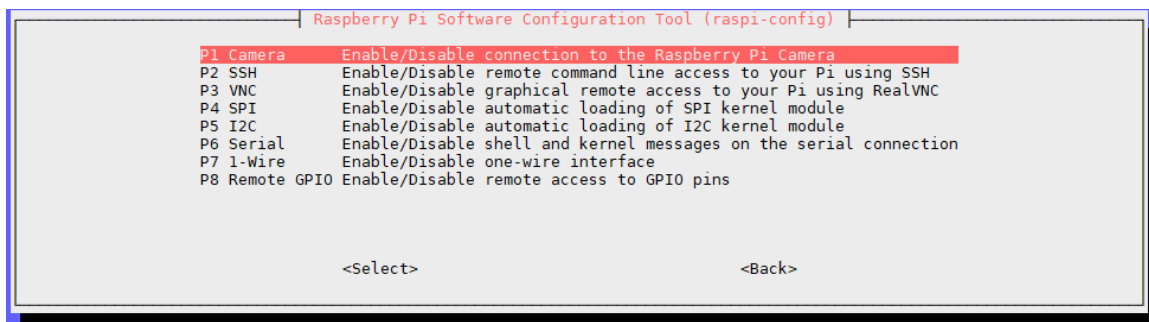 Raspberry Pi Software Configuration Tool (raspi-config)
P1 Camera Enable/Disable connection to the Raspberry Pi Camera
P2 SSH Enable/Disable remote command line access to your Pi using SSH
P3 VNC Enable/Disable graphical remote access to your Pi using RealVNC
P4 SPI Enable/Disable automatic loading of SPI kernel module
P5 I2C Enable/Disable automatic loading of I2C kernel module
P6 Serial Enable/Disable shell and kernel messages on the serial connection
P7 1-Wire Enable/Disable one-wire interface
P8 Remote GPIO Enable/Disable remote access to GPIO pins
<Select> <Back>